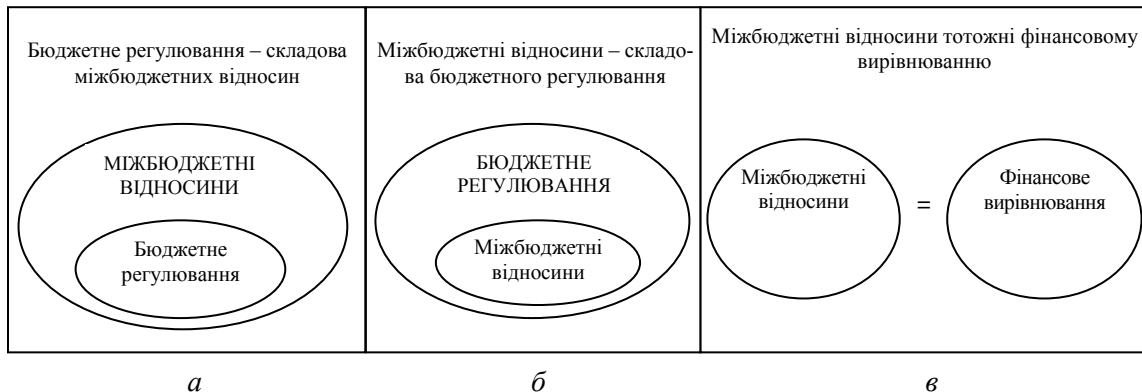 Бюджетне регулювання – складова
міжбюджетних відносин
МІЖБЮДЖЕТНІ
ВІДНОСИНИ
Бюджетне
регулювання
Міжбюджетні відносини – складо-
ва бюджетного регулювання
БЮДЖЕТНЕ
РЕГУЛЮВАННЯ
Міжбюджетні
відносини
Міжбюджетні відносини тотожні фінансовому
вирівнюванню
Міжбюджетні
відносини
=
Фінансове
вирівнювання
а
б
в